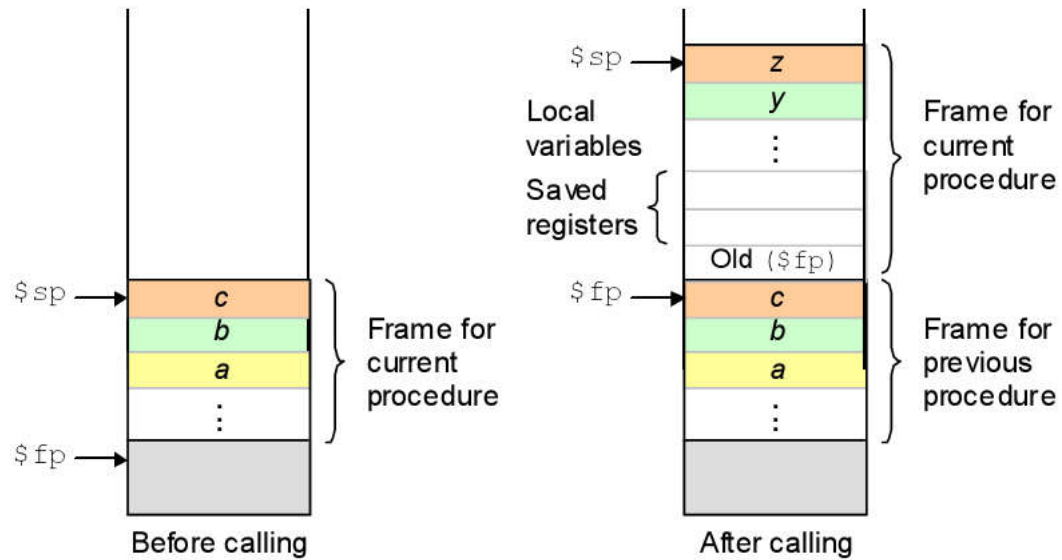 $sp
c
b
a
⋮
$fp
Frame for
current
procedure
Before calling
$sp
z
y
⋮
Local
variables
Saved
registers
Old ($fp)
$fp
c
b
a
⋮
Frame for
current
procedure
Frame for
previous
procedure
After calling